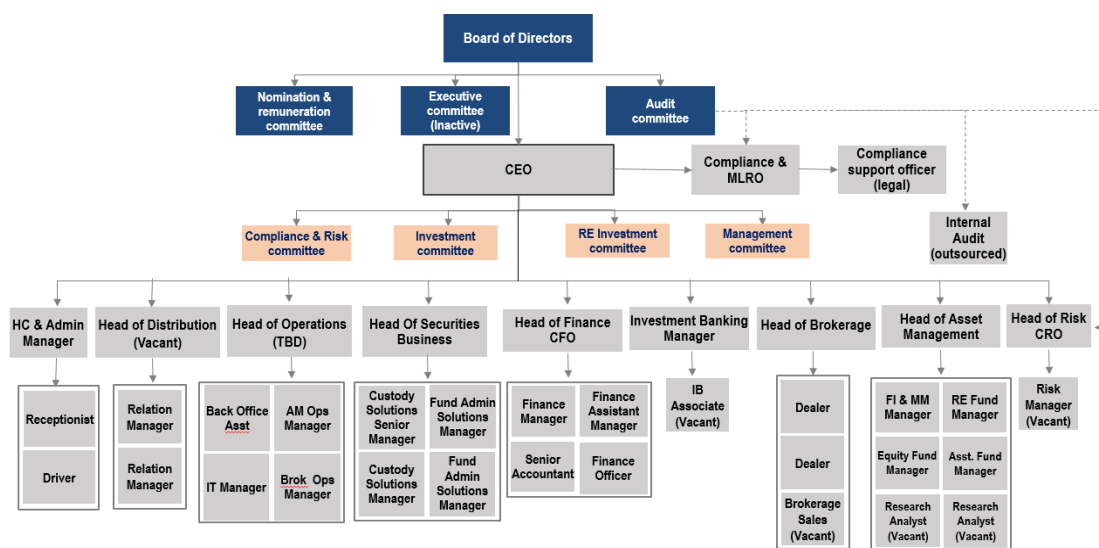 Board of Directors
Nomination &
remuneration
committee
Executive
committee
(Inactive)
Audit
committee
CEO
Compliance &
MLRO
Compliance
support officer
(legal)
Internal
Audit
(outsourced)
Compliance & Risk
committee
Investment
committee
RE Investment
committee
Management
committee
HC & Admin
Manager
Head of Distribution
(Vacant)
Head of Operations
(TBD)
Head Of Securities
Business
Head of Finance
CFO
Investment Banking
Manager
Head of Brokerage
Head of Asset
Management
Head of Risk
CRO
Receptionist
Driver
Relation
Manager
Relation
Manager
Back Office
Asst
AM Ops
Manager
IT Manager
Brok Ops
Manager
Custody
Solutions
Senior
Manager
Fund Admin
Solutions
Manager
Custody
Solutions
Manager
Fund
Admin
Solutions
Manager
Finance
Manager
Finance
Assistant
Manager
Senior
Accountant
Finance
Officer
IB
Associate
(Vacant)
Dealer
Dealer
Brokerage
Sales
(Vacant)
FI & MM
Manager
RE Fund
Manager
Equity Fund
Manager
Asst. Fund
Manager
Research
Analyst
(Vacant)
Research
Analyst
(Vacant)
Risk
Manager
(Vacant)